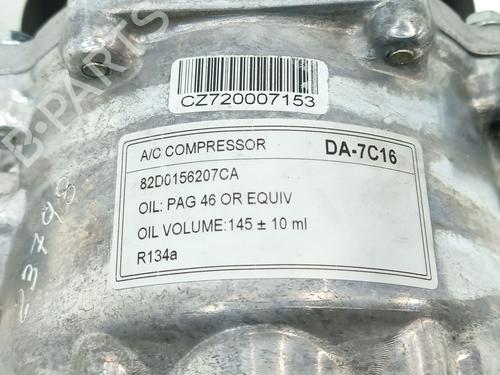 B-PARTS
CZ720007153
A/C COMPRESSOR DA-7C16
82D0156207CA
OIL: PAG 46 OR EQUIV
OIL VOLUME:145 ± 10 ml
R134a